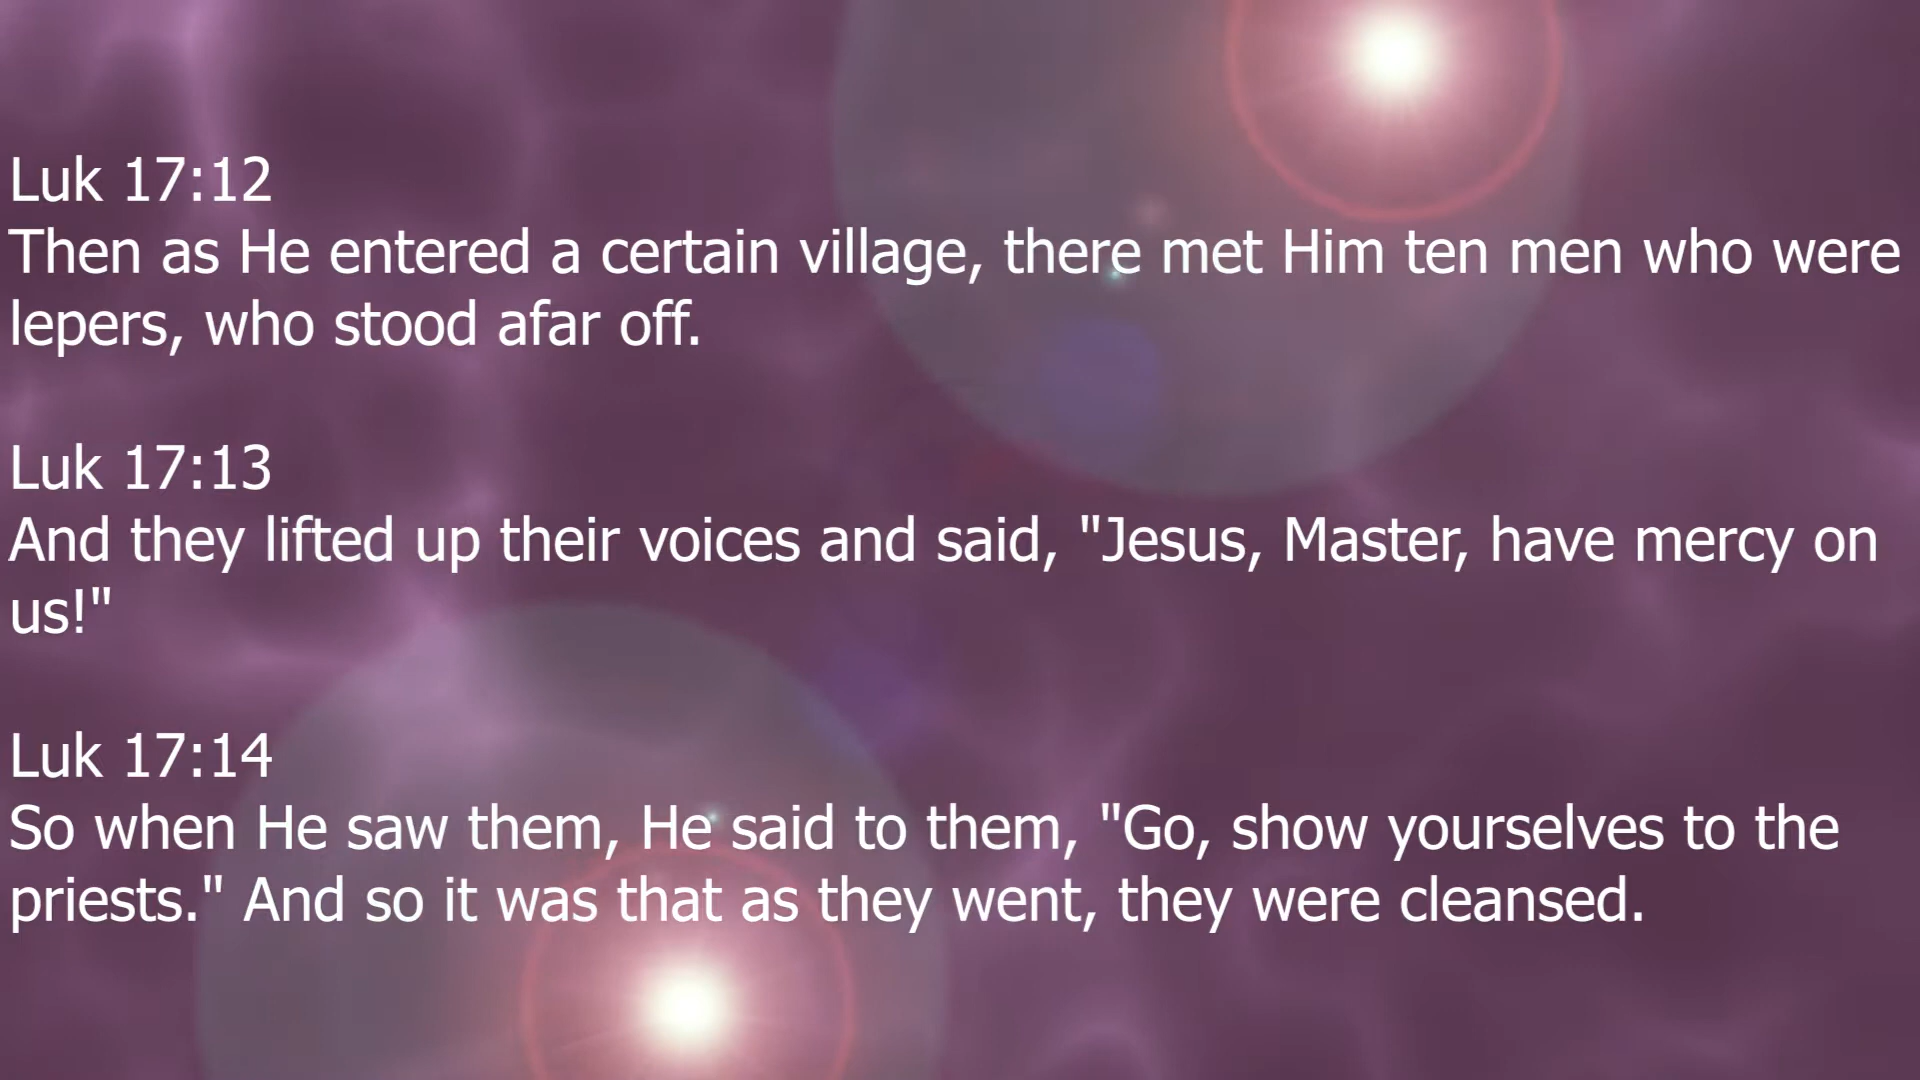 Luk 17:12
Then as He entered a certain village, there met Him ten men who were
lepers, who stood afar off.
Luk 17:13
And they lifted up their voices and said, "Jesus, Master, have mercy on
us!"
Luk 17:14
So when He saw them, He said to them, "Go, show yourselves to the
priests." And so it was that as they went, they were cleansed.